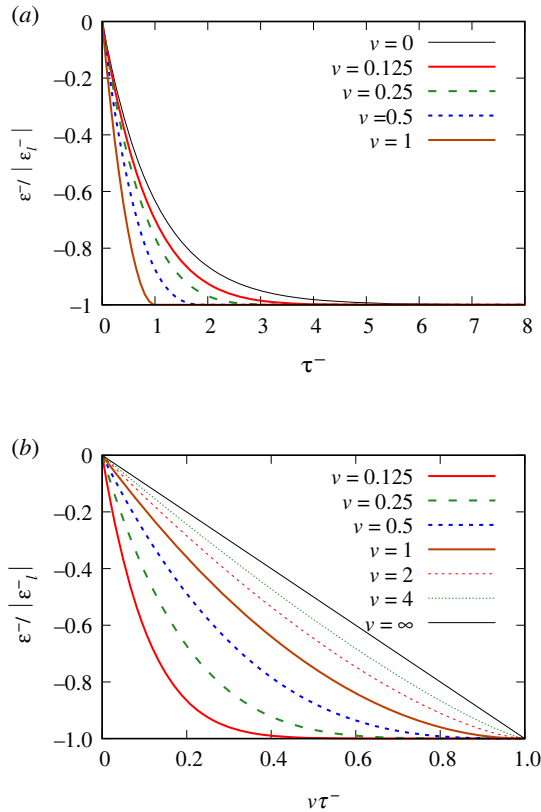 (a)
0
−0.2
−0.4
−0.6
−0.8
−1
ε⁻/ | ε_l⁻ |
v = 0
v = 0.125
v = 0.25
v =0.5
v = 1
0 1 2 3 4 5 6 7 8
τ⁻
(b)
0
−0.2
−0.4
−0.6
−0.8
−1.0
ε⁻/ | ε⁻_l |
v = 0.125
v = 0.25
v = 0.5
v = 1
v = 2
v = 4
v = ∞
0 0.2 0.4 0.6 0.8 1.0
vτ⁻